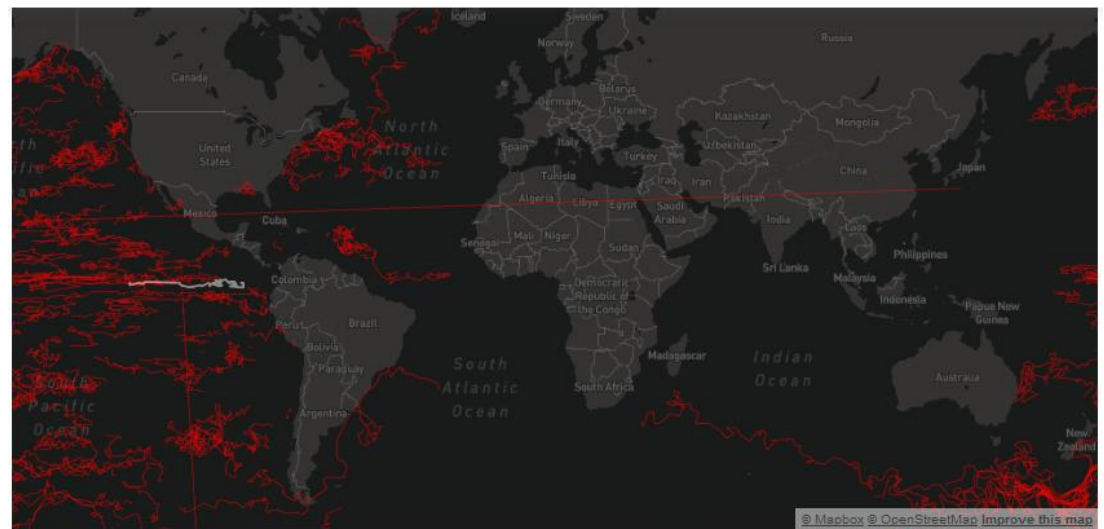 Iceland
Sweden
Norway
Russia
Canada
Belarus
Germany
Ukraine
Kazakhstan
Mongolia
North
Atlantic
Ocean
United
States
Spain
Italy
Turkey
Uzbekistan
China
Japan
Tunisia
Iraq
Iran
Algeria
Libya
Egypt
Saudi
Arabia
Pakistan
India
Mexico
Cuba
Mali
Niger
Senegal
Sudan
Laos
Philippines
Sri Lanka
Malaysia
Indonesia
Papua New
Guinea
Colombia
Democratic
Republic of
the Congo
Peru
Brazil
Bolivia
Paraguay
Madagascar
South
Atlantic
Ocean
Indian
Ocean
South Africa
Australia
South
Pacific
Ocean
Argentina
New
Zealand
© Mapbox © OpenStreetMap Improve this map